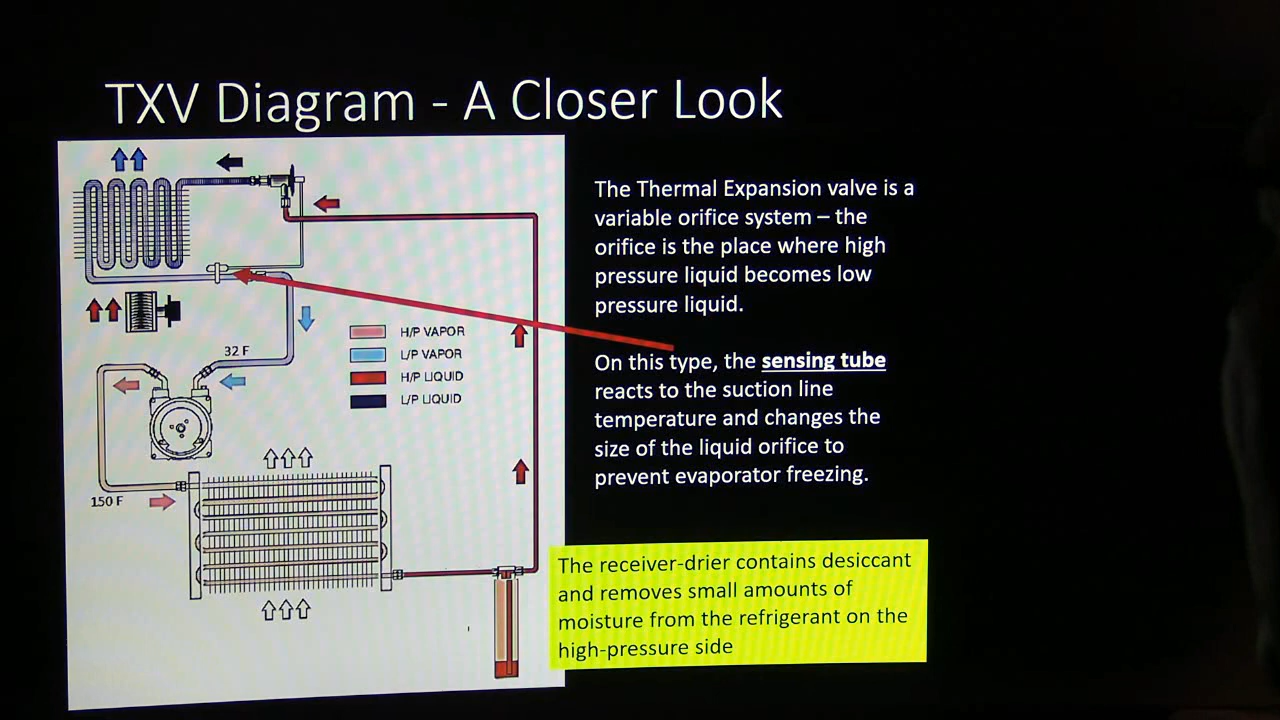 TXV Diagram - A Closer Look
The Thermal Expansion valve is a
variable orifice system – the
orifice is the place where high
pressure liquid becomes low
pressure liquid.
On this type, the sensing tube
reacts to the suction line
temperature and changes the
size of the liquid orifice to
prevent evaporator freezing.
32 F
H/P VAPOR
L/P VAPOR
H/P LIQUID
L/P LIQUID
150 F
The receiver-drier contains desiccant
and removes small amounts of
moisture from the refrigerant on the
high-pressure side